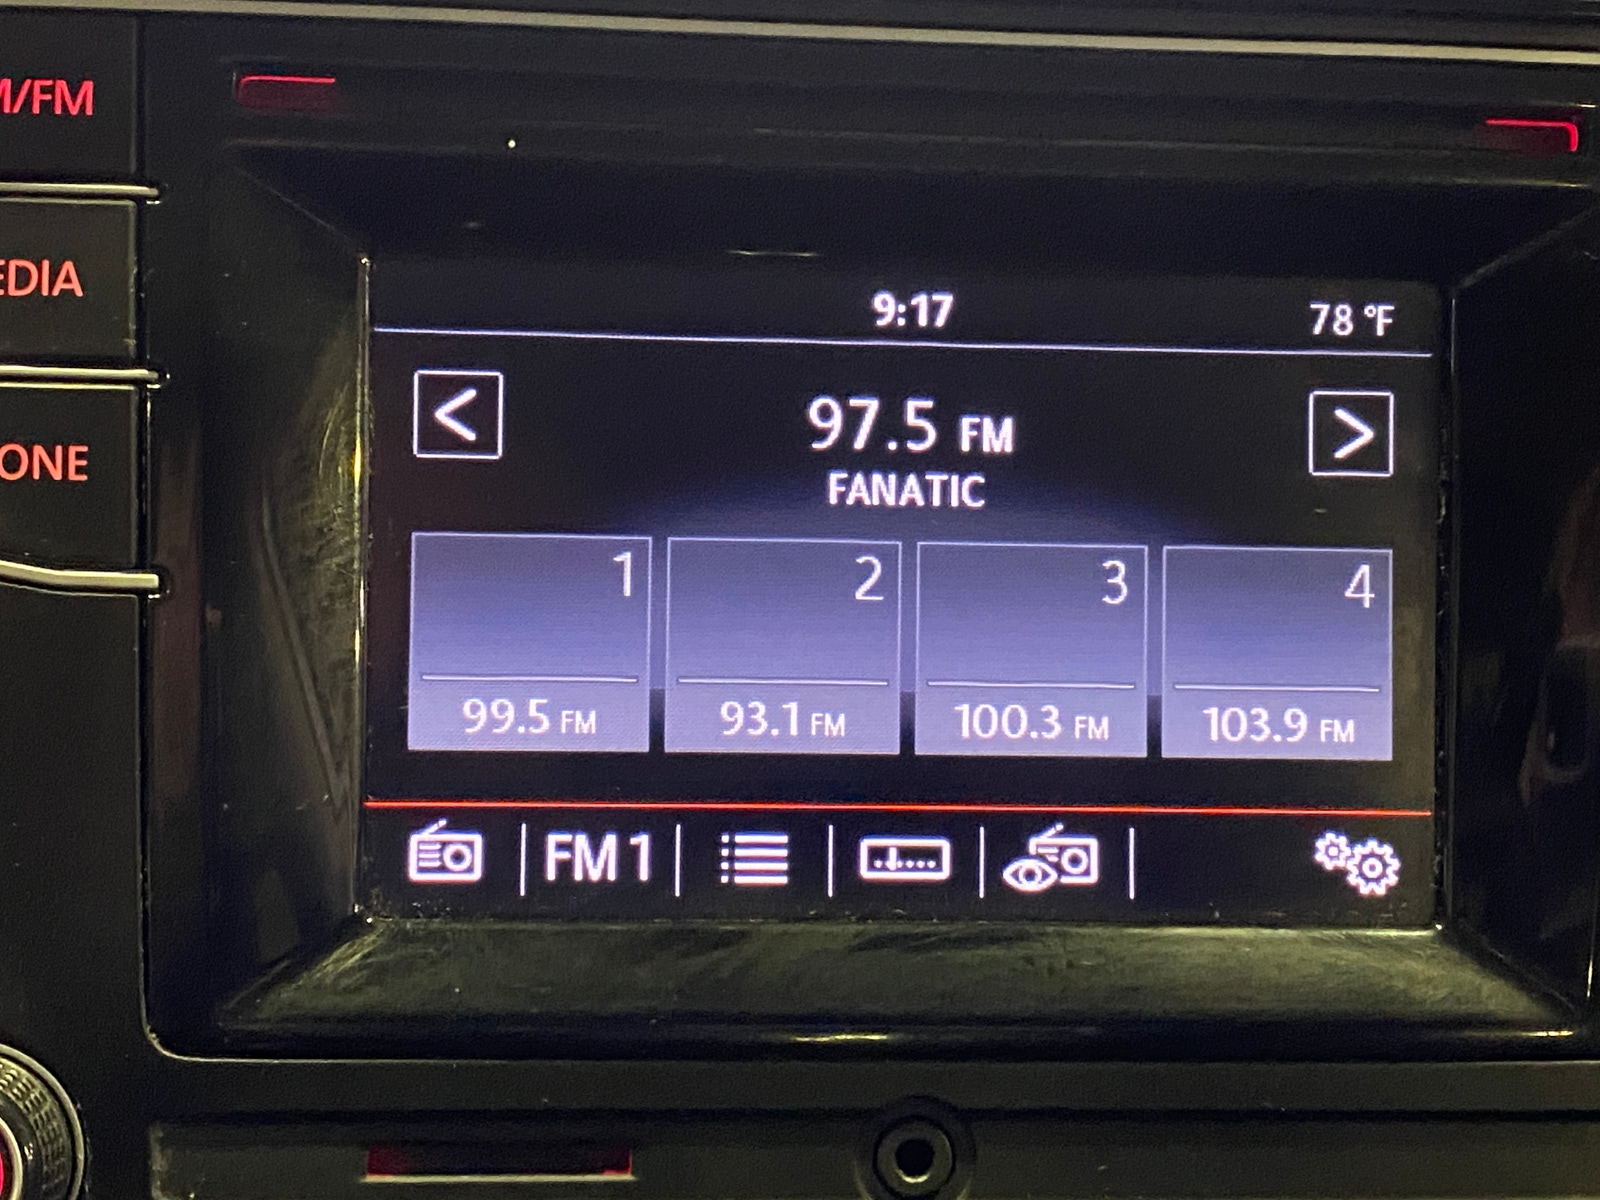 M/FM
EDIA
ONE
9:17
78 °F
<
97.5 FM
>
FANATIC
1
2
3
4
99.5 FM
93.1 FM
100.3 FM
103.9 FM
FM 1